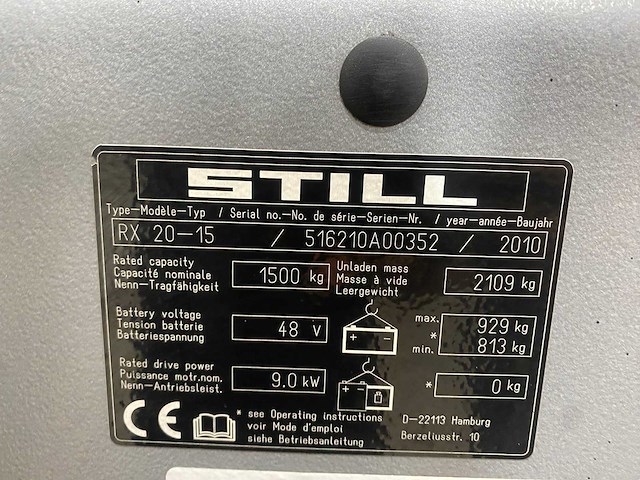 STILL
Type-Modèle-Typ / Serial no.-No. de série-Serien-Nr. / year-année-Baujahr
RX 20-15 / 516210A00352 / 2010
Rated capacity
Capacité nominale
Nenn-Tragfähigkeit
1500 kg
Unladen mass
Masse à vide
Leergewicht
2109 kg
Battery voltage
Tension batterie
Batteriespannung
48 V
+ -
max. 929 kg
*
min. 813 kg
Rated drive power
Puissance motr.nom.
Nenn-Antriebsleist.
9.0 kW
+ -
* 0 kg
CE
* see Operating instructions
voir Mode d'emploi
siehe Betriebsanleitung
D-22113 Hamburg
Berzeliusstr. 10